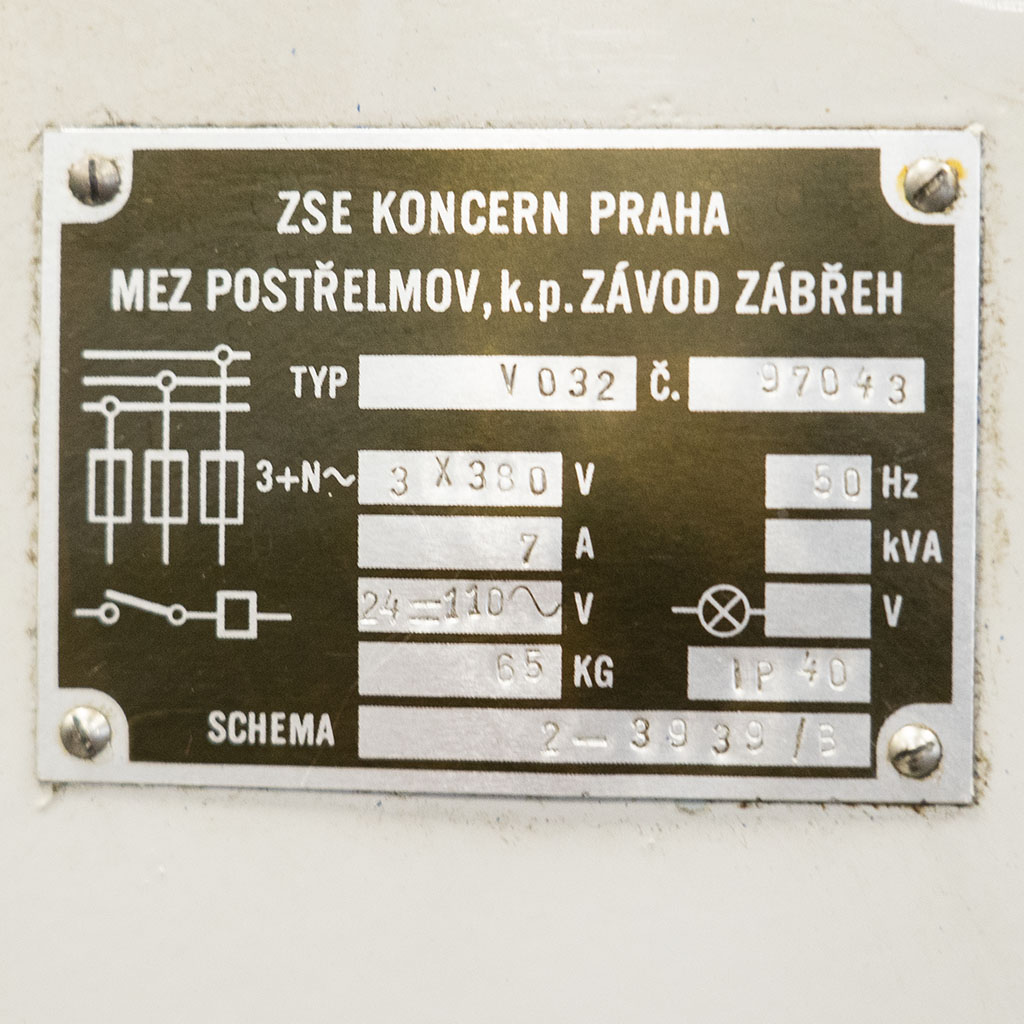 ZSE KONCERN PRAHA
MEZ POSTŘELMOV, k.p. ZÁVOD ZÁBŘEH
TYP V 032 Č. 97043
3+N~ 3 X 380 V 50 Hz
7 A kVA
24 = 110 ~ V V
65 KG IP 40
SCHEMA 2 — 3939/B